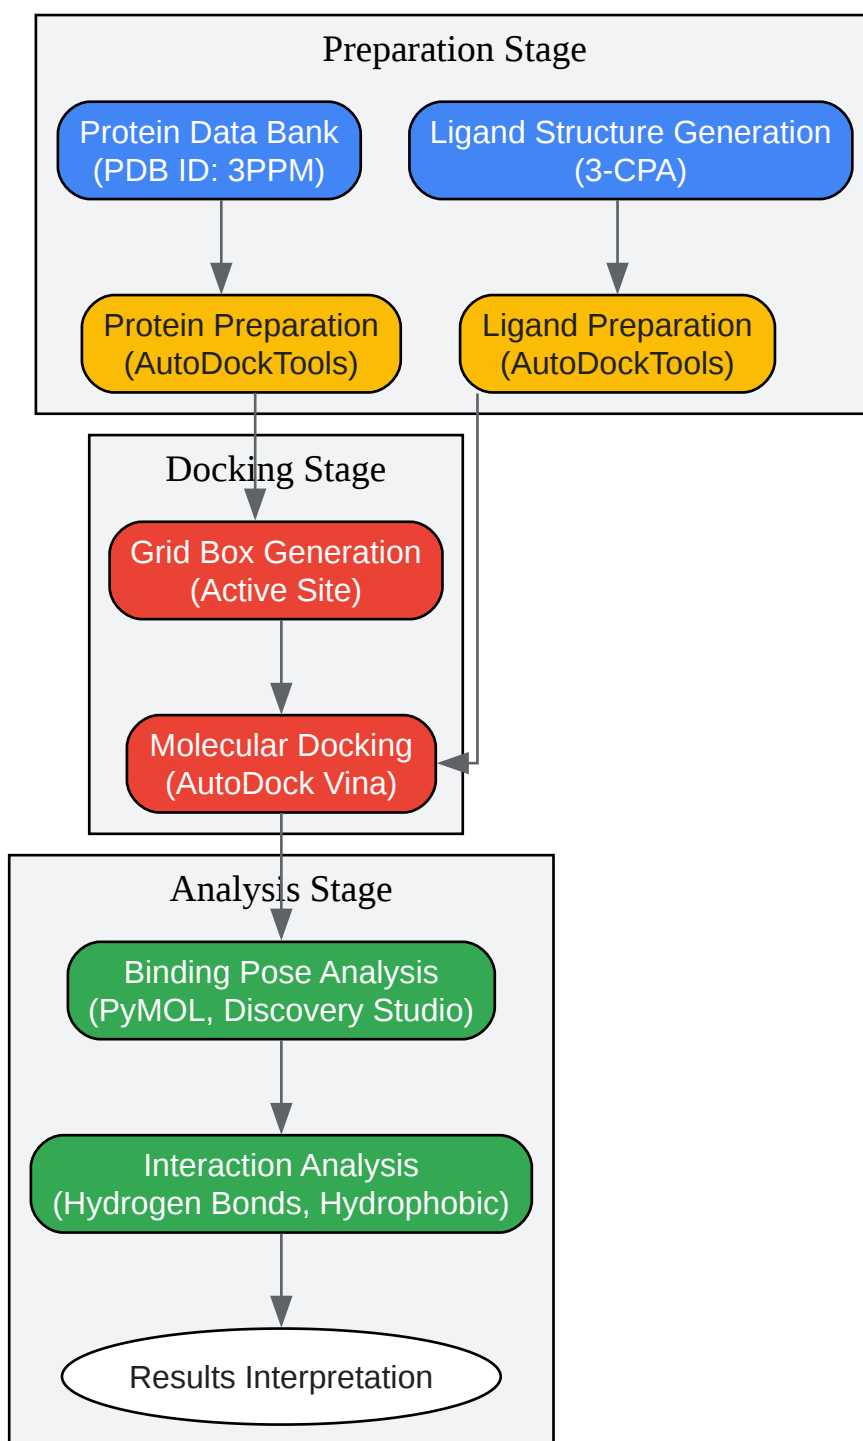 Preparation Stage
Protein Data Bank
(PDB ID: 3PPM)
Ligand Structure Generation
(3-CPA)
Protein Preparation
(AutoDockTools)
Ligand Preparation
(AutoDockTools)
Docking Stage
Grid Box Generation
(Active Site)
Molecular Docking
(AutoDock Vina)
Analysis Stage
Binding Pose Analysis
(PyMOL, Discovery Studio)
Interaction Analysis
(Hydrogen Bonds, Hydrophobic)
Results Interpretation